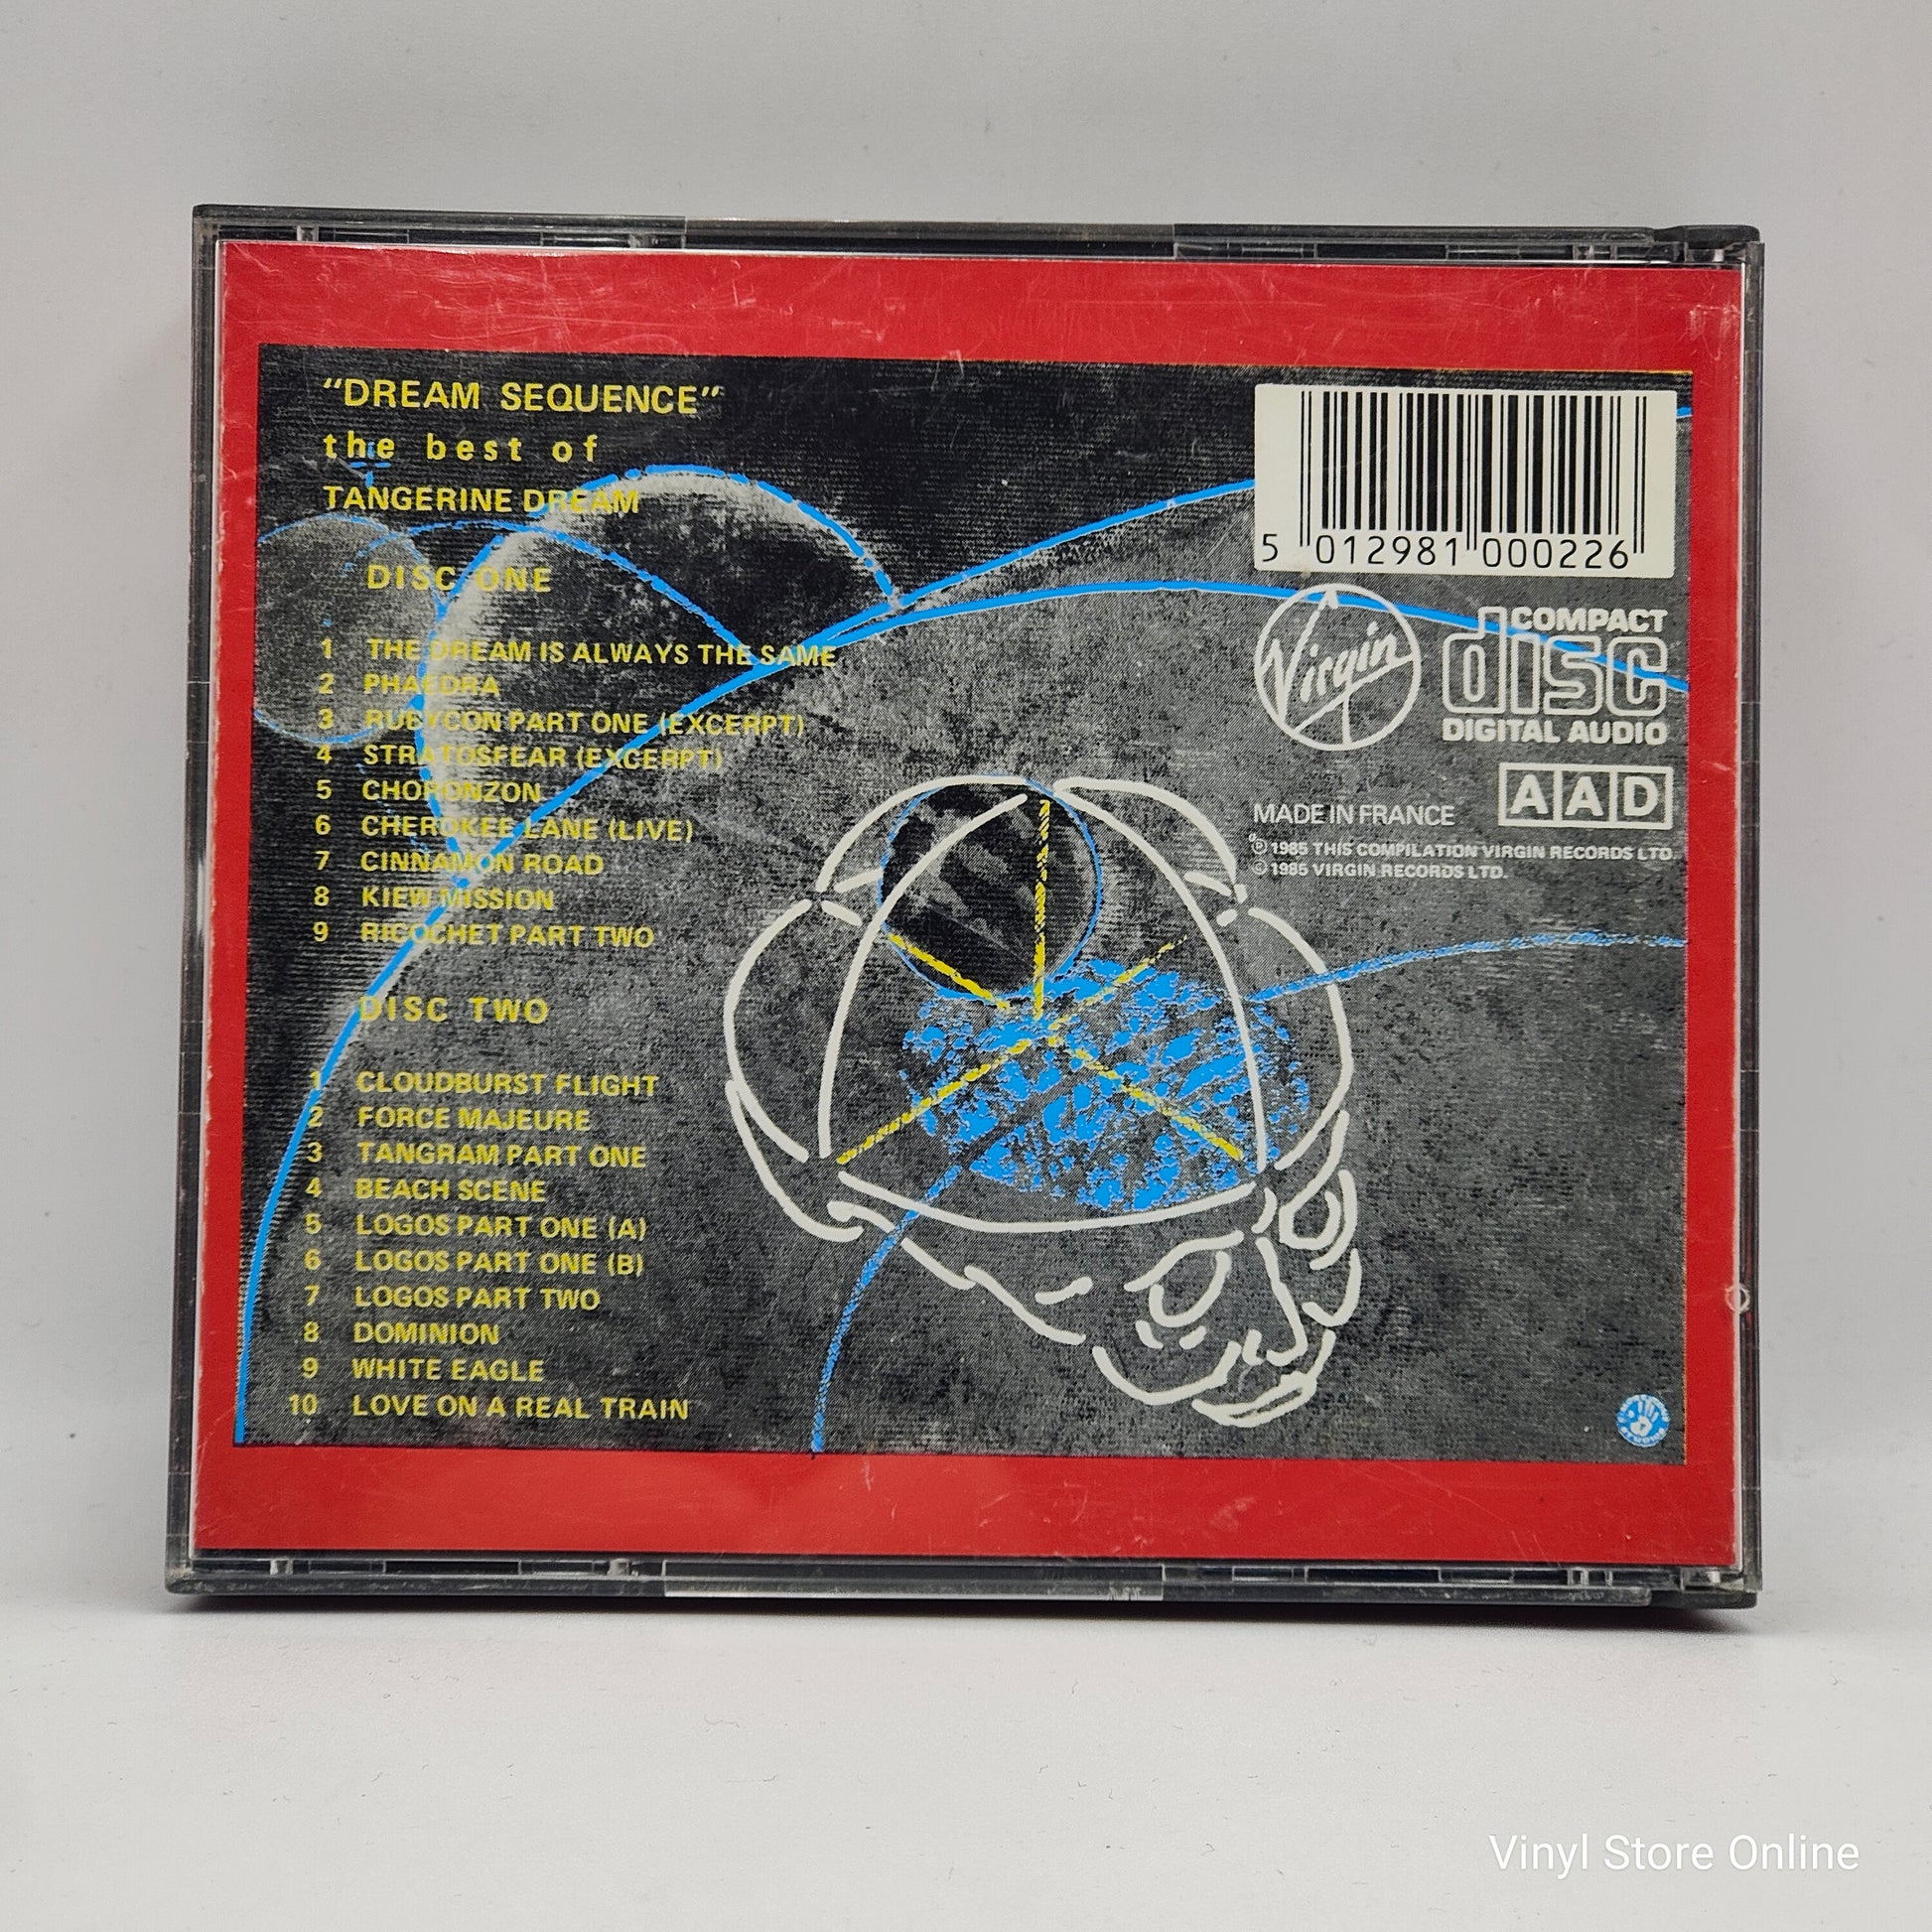 "DREAM SEQUENCE"
the best of
TANGERINE DREAM
DISC ONE
1 THE DREAM IS ALWAYS THE SAME
2 PHAEDRA
3 RUBYCON PART ONE (EXCERPT)
4 STRATOSFEAR (EXCERPT)
5 CHORONZON
6 CHEROKEE LANE (LIVE)
7 CINNAMON ROAD
8 KIEW MISSION
9 RICOCHET PART TWO
DISC TWO
1 CLOUDBURST FLIGHT
2 FORCE MAJEURE
3 TANGRAM PART ONE
4 BEACH SCENE
5 LOGOS PART ONE (A)
6 LOGOS PART ONE (B)
7 LOGOS PART TWO
8 DOMINION
9 WHITE EAGLE
10 LOVE ON A REAL TRAIN
5 012981 000226
Virgin
COMPACT
disc
DIGITAL AUDIO
AAD
MADE IN FRANCE
℗ 1985 THIS COMPILATION VIRGIN RECORDS LTD
© 1985 VIRGIN RECORDS LTD.
Vinyl Store Online